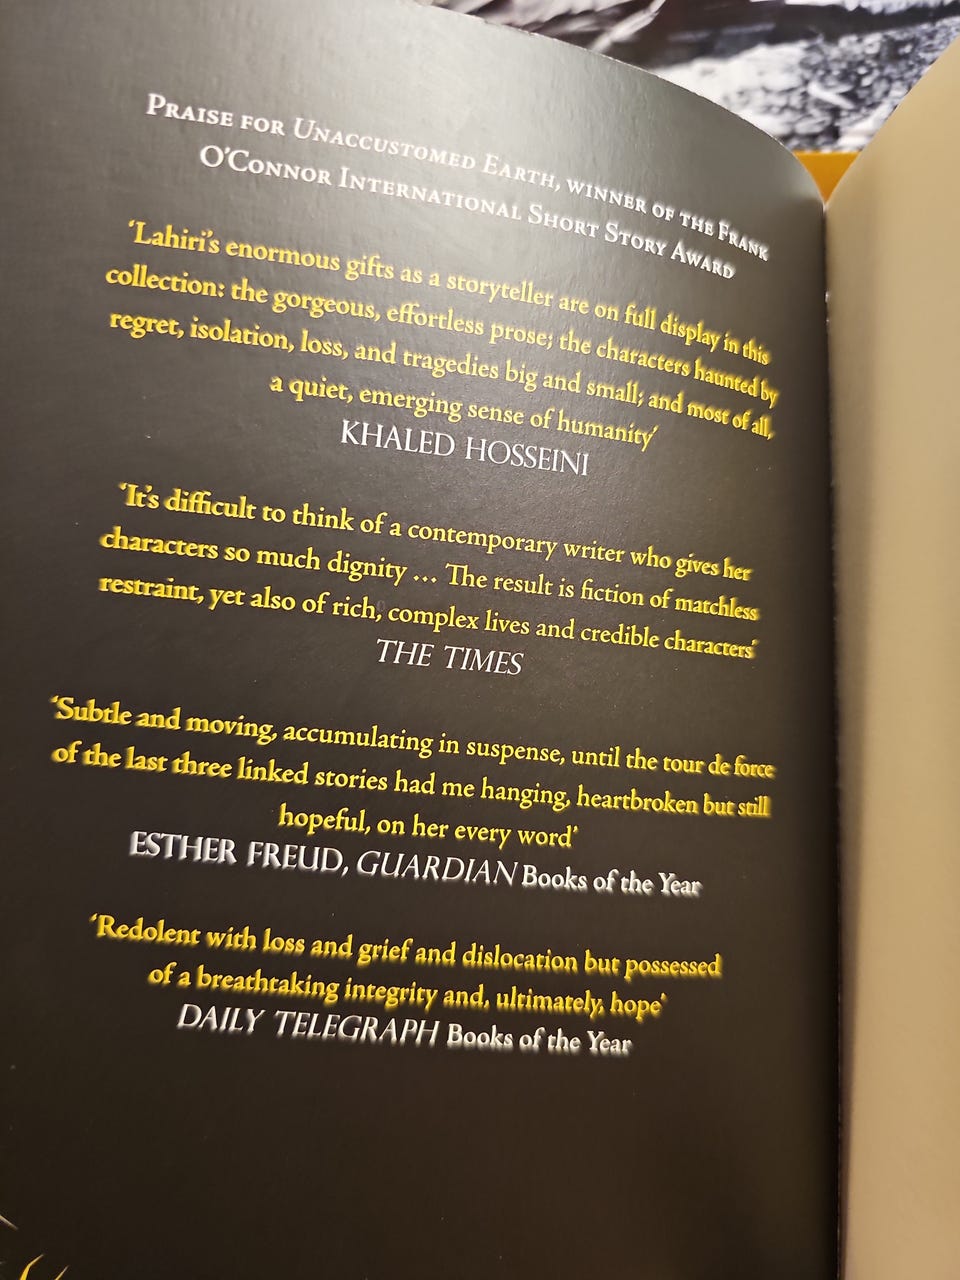 Praise for Unaccustomed Earth, winner of the Frank
O'Connor International Short Story Award
'Lahiri's enormous gifts as a storyteller are on full display in this
collection: the gorgeous, effortless prose; the characters haunted by
regret, isolation, loss, and tragedies big and small; and most of all,
a quiet, emerging sense of humanity'
KHALED HOSSEINI
'It's difficult to think of a contemporary writer who gives her
characters so much dignity ... The result is fiction of matchless
restraint, yet also of rich, complex lives and credible characters'
THE TIMES
'Subtle and moving, accumulating in suspense, until the tour de force
of the last three linked stories had me hanging, heartbroken but still
hopeful, on her every word'
ESTHER FREUD, GUARDIAN Books of the Year
'Redolent with loss and grief and dislocation but possessed
of a breathtaking integrity and, ultimately, hope'
DAILY TELEGRAPH Books of the Year